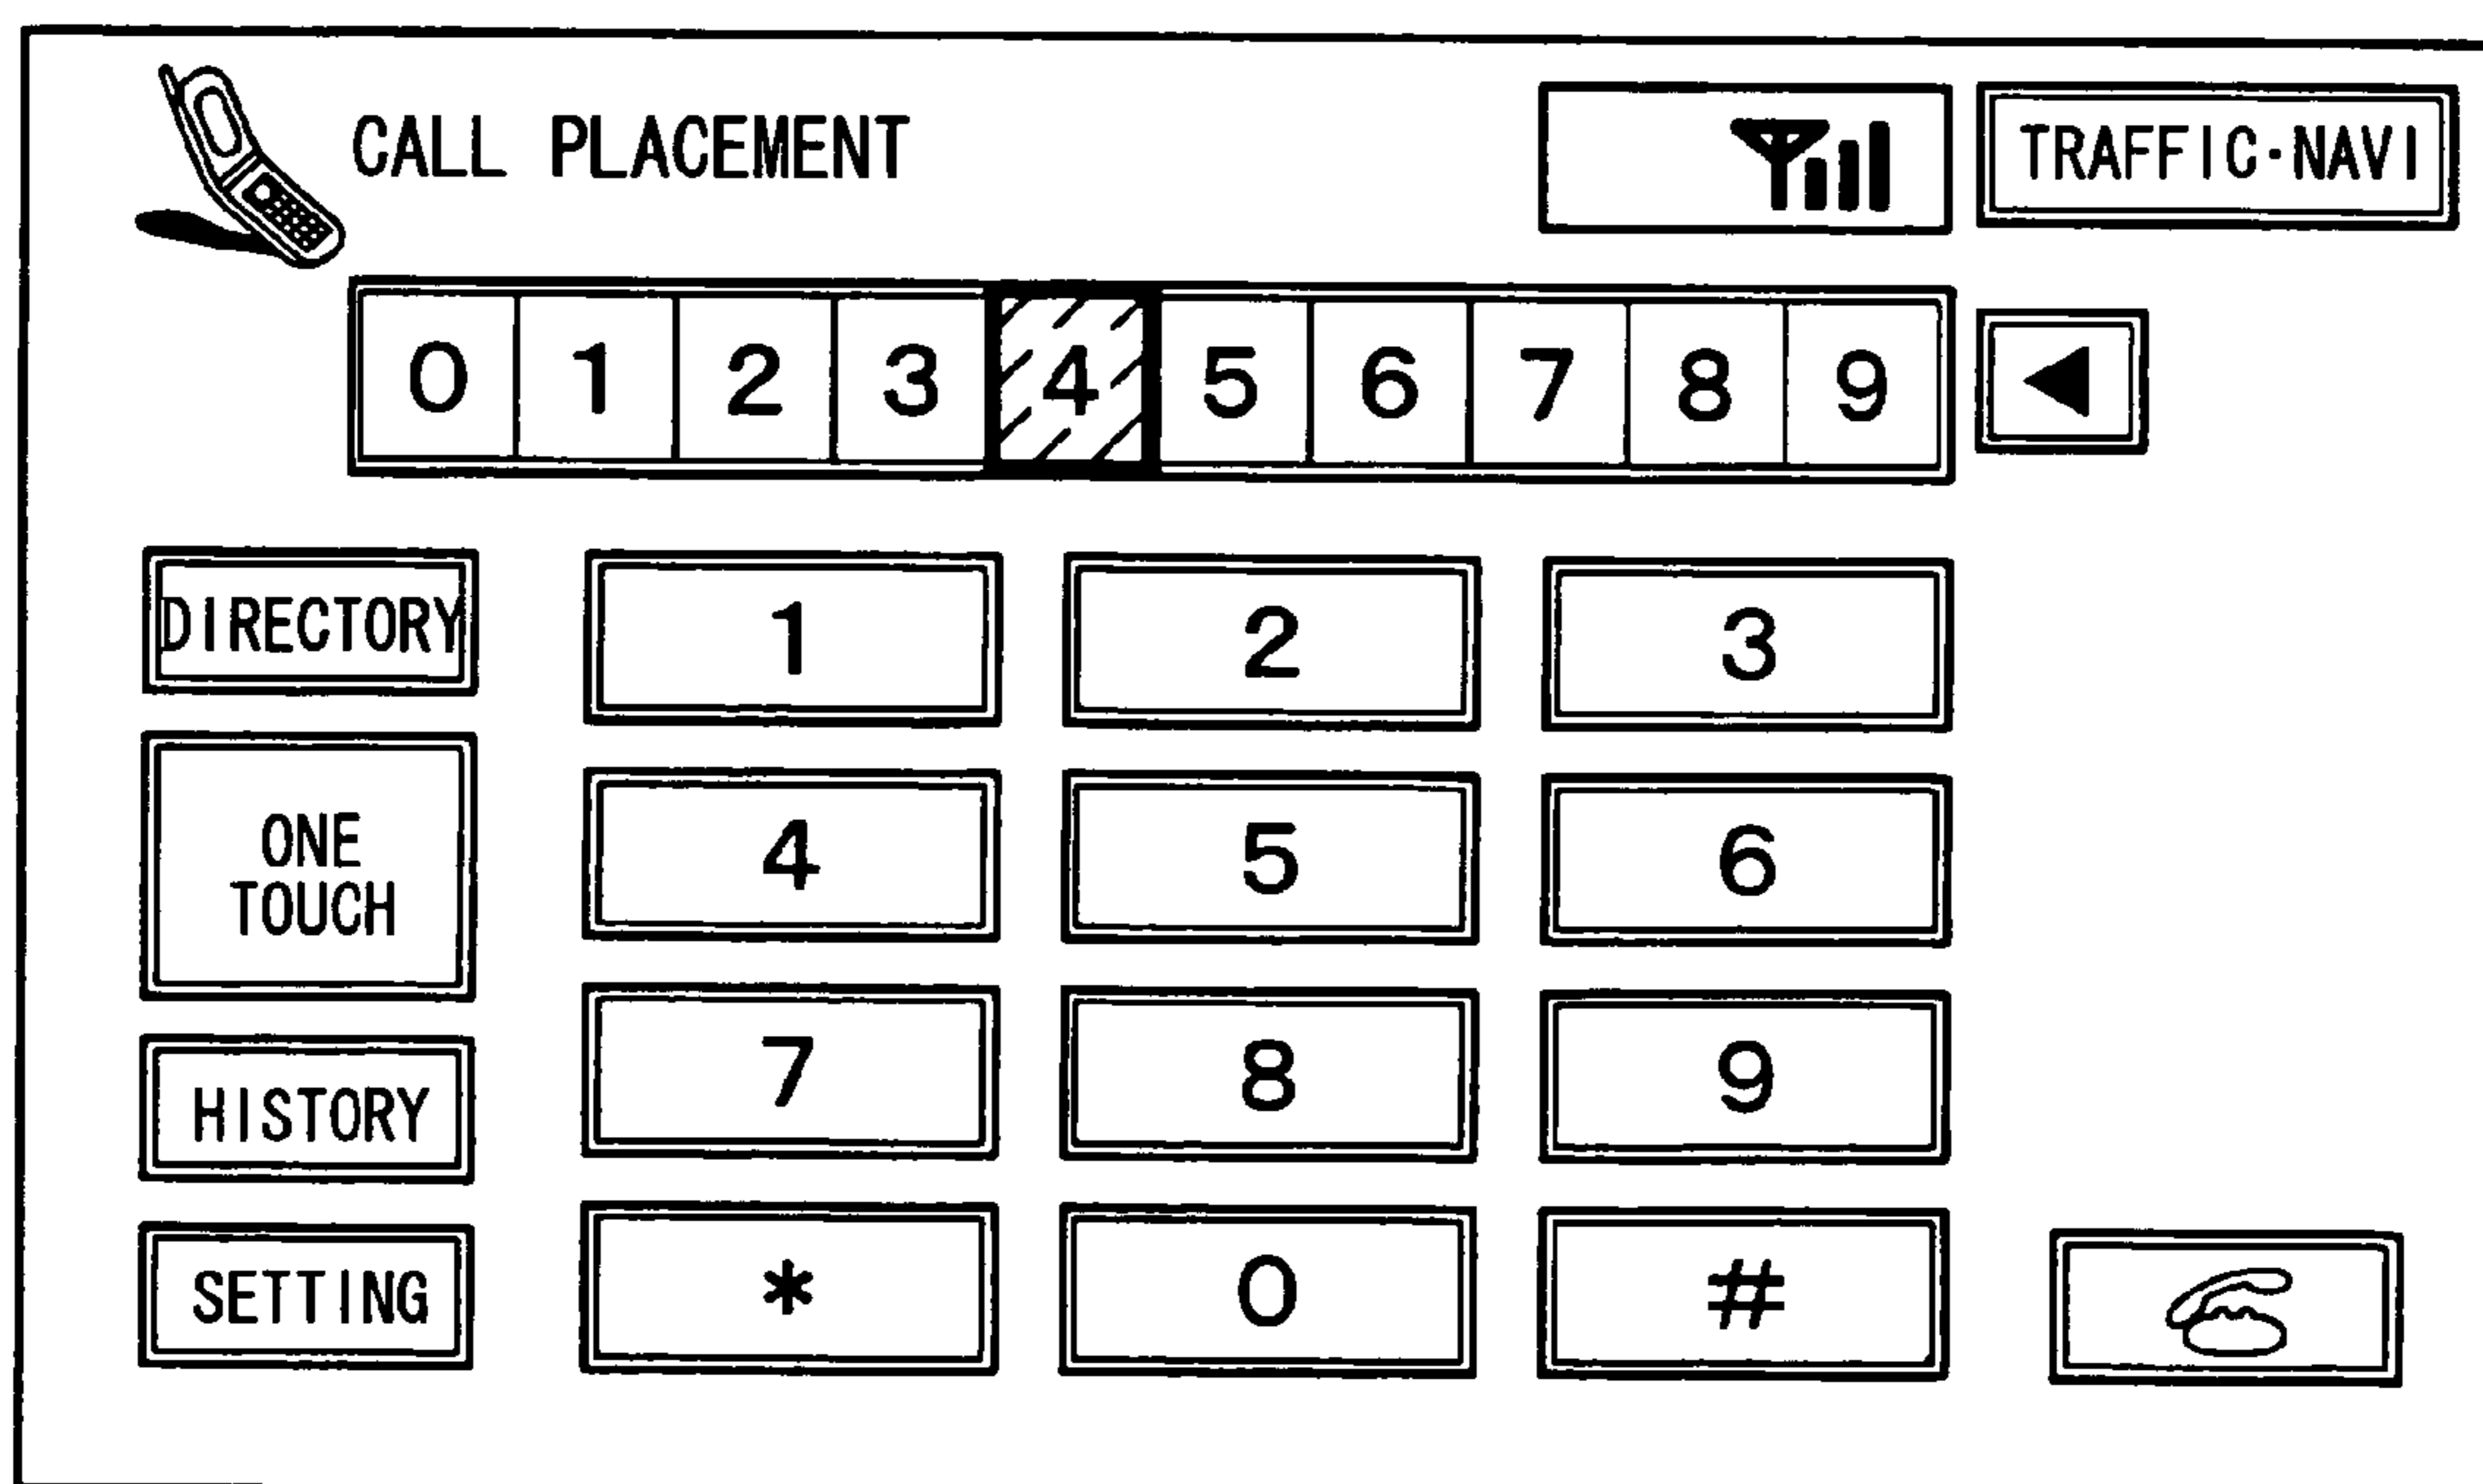 CALL PLACEMENT
TRAFFIC·NAVI
0 1 2 3 4 5 6 7 8 9
DIRECTORY
1 2 3
ONE
TOUCH
4 5 6
HISTORY
7 8 9
SETTING
* 0 #